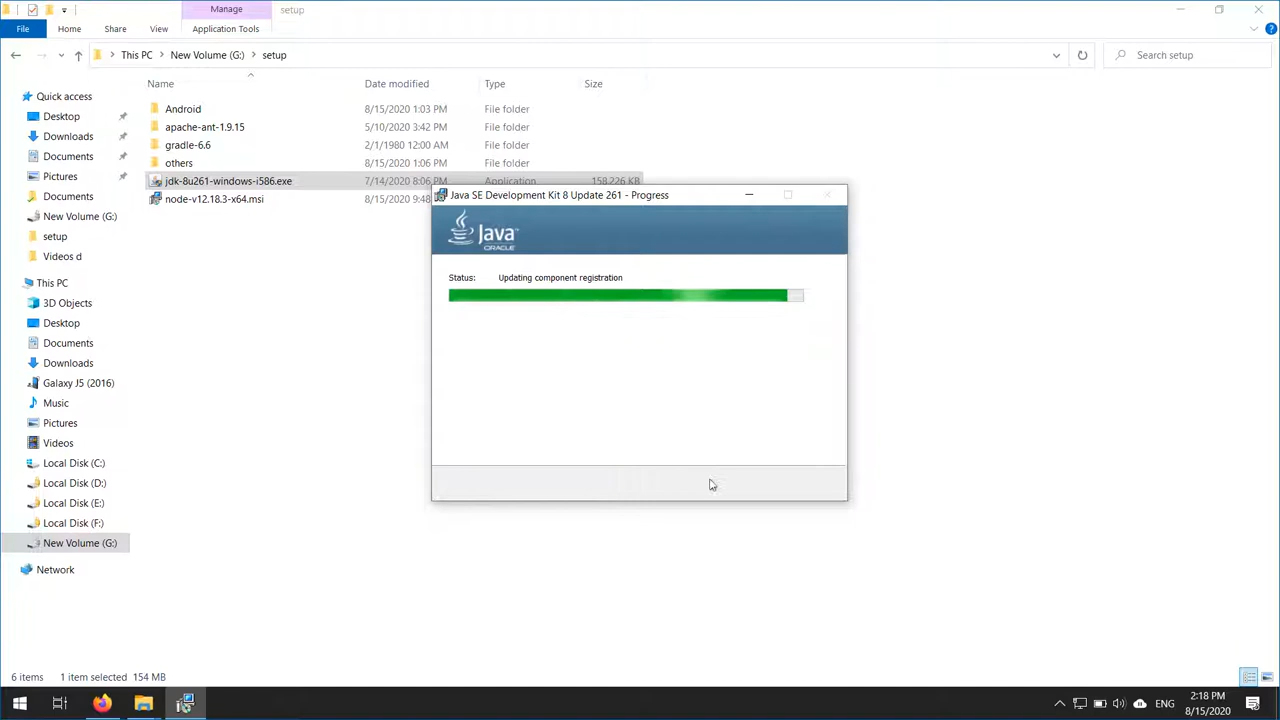 Manage
setup
File
Home
Share
View
Application Tools
This PC
New Volume (G:)
setup
Search setup
Name
Date modified
Type
Size
Quick access
Desktop
Downloads
Documents
Pictures
Documents
New Volume (G:)
setup
Videos d
This PC
3D Objects
Desktop
Documents
Downloads
Galaxy J5 (2016)
Music
Pictures
Videos
Local Disk (C:)
Local Disk (D:)
Local Disk (E:)
Local Disk (F:)
New Volume (G:)
Network
Android 8/15/2020 1:03 PM File folder
apache-ant-1.9.15 5/10/2020 3:42 PM File folder
gradle-6.6 2/1/1980 12:00 AM File folder
others 8/15/2020 1:06 PM File folder
jdk-8u261-windows-i586.exe 7/14/2020 8:06 PM Application 158,226 KB
node-v12.18.3-x64.msi 8/15/2020 9:48
Java SE Development Kit 8 Update 261 - Progress
Java™
ORACLE
Status: Updating component registration
6 items 1 item selected 154 MB
ENG
2:18 PM
8/15/2020